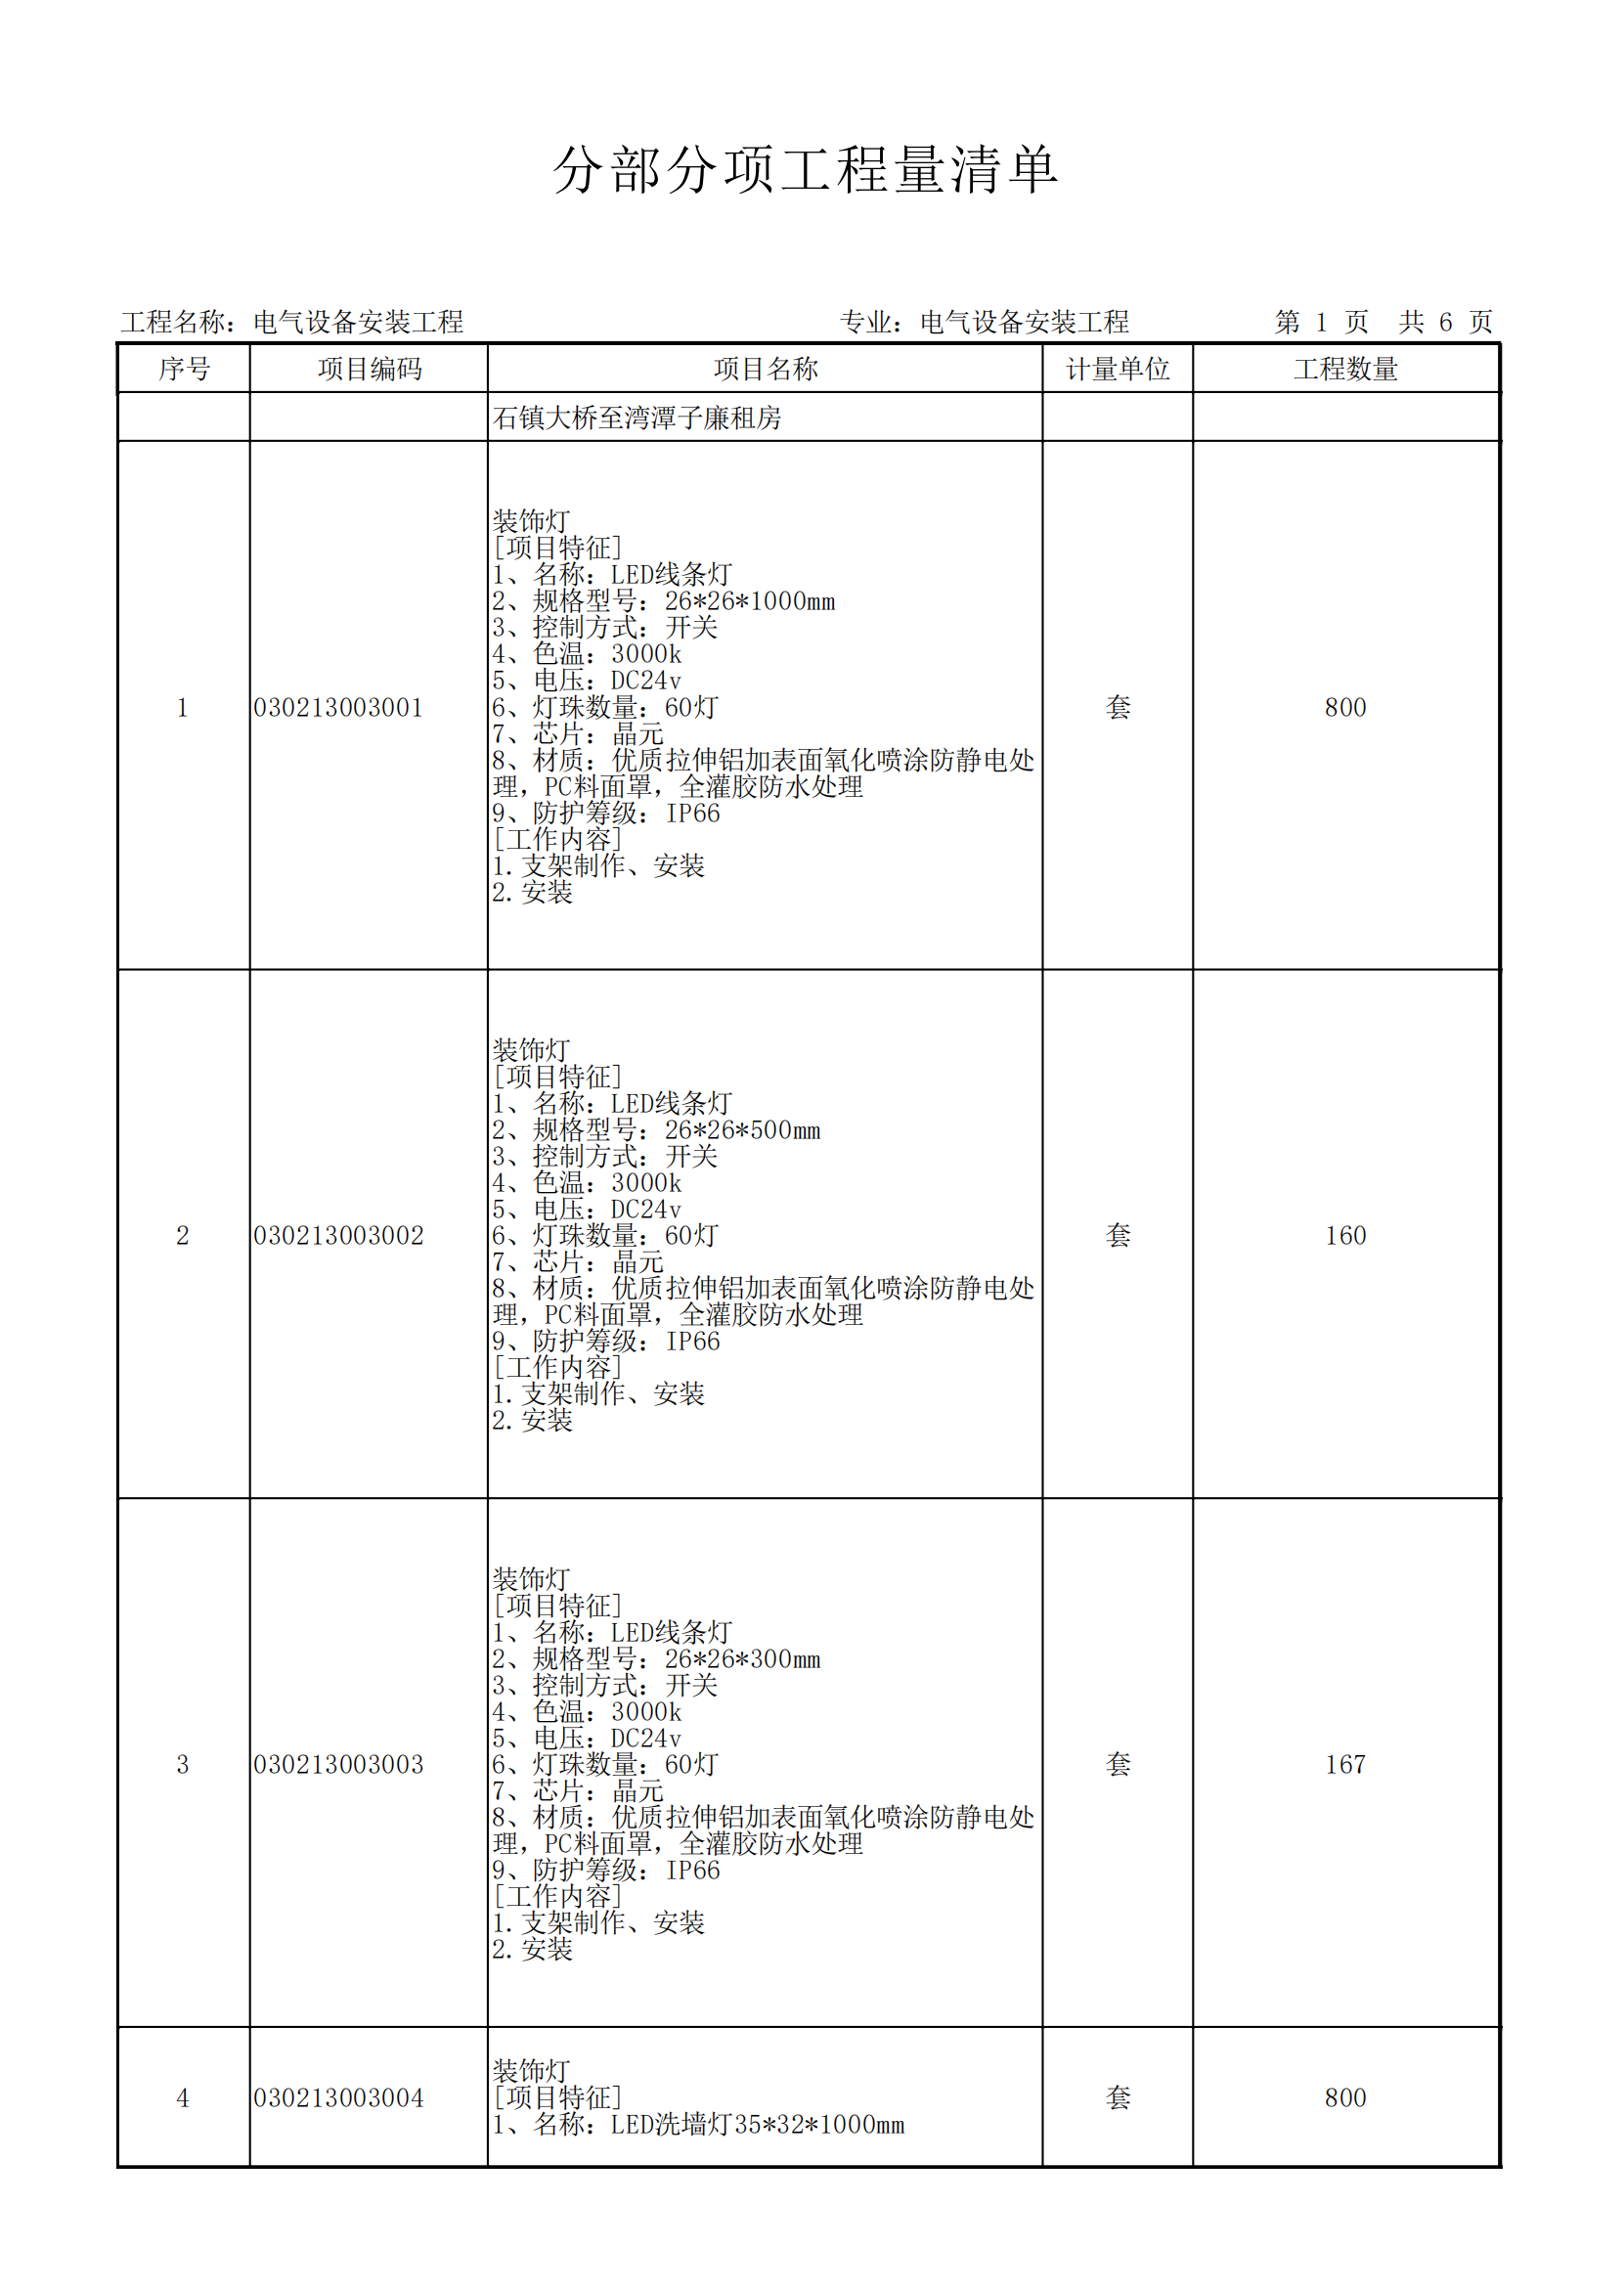 分部分项工程量清单
工程名称：电气设备安装工程 专业：电气设备安装工程 第 1 页 共 6 页
序号 项目编码 项目名称 计量单位 工程数量
石镇大桥至湾潭子廉租房
装饰灯
[项目特征]
1、名称：LED线条灯
2、规格型号：26*26*1000mm
3、控制方式：开关
4、色温：3000k
5、电压：DC24v
1 030213003001 6、灯珠数量：60灯 套 800
7、芯片：晶元
8、材质：优质拉伸铝加表面氧化喷涂防静电处
理，PC料面罩，全灌胶防水处理
9、防护筹级：IP66
[工作内容]
1.支架制作、安装
2.安装
装饰灯
[项目特征]
1、名称：LED线条灯
2、规格型号：26*26*500mm
3、控制方式：开关
4、色温：3000k
5、电压：DC24v
2 030213003002 6、灯珠数量：60灯 套 160
7、芯片：晶元
8、材质：优质拉伸铝加表面氧化喷涂防静电处
理，PC料面罩，全灌胶防水处理
9、防护筹级：IP66
[工作内容]
1.支架制作、安装
2.安装
装饰灯
[项目特征]
1、名称：LED线条灯
2、规格型号：26*26*300mm
3、控制方式：开关
4、色温：3000k
5、电压：DC24v
3 030213003003 6、灯珠数量：60灯 套 167
7、芯片：晶元
8、材质：优质拉伸铝加表面氧化喷涂防静电处
理，PC料面罩，全灌胶防水处理
9、防护筹级：IP66
[工作内容]
1.支架制作、安装
2.安装
装饰灯
4 030213003004 [项目特征] 套 800
1、名称：LED洗墙灯35*32*1000mm